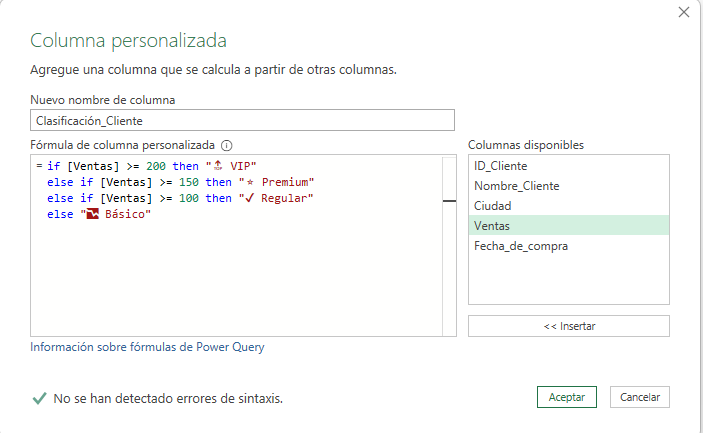 Columna personalizada
Agregue una columna que se calcula a partir de otras columnas.
Nuevo nombre de columna
Clasificación_Cliente
Fórmula de columna personalizada
Columnas disponibles
= if [Ventas] >= 200 then "🔝 VIP"
else if [Ventas] >= 150 then "⭐ Premium"
else if [Ventas] >= 100 then "✔ Regular"
else "📉 Básico"
ID_Cliente
Nombre_Cliente
Ciudad
Ventas
Fecha_de_compra
<< Insertar
Información sobre fórmulas de Power Query
No se han detectado errores de sintaxis.
Aceptar
Cancelar